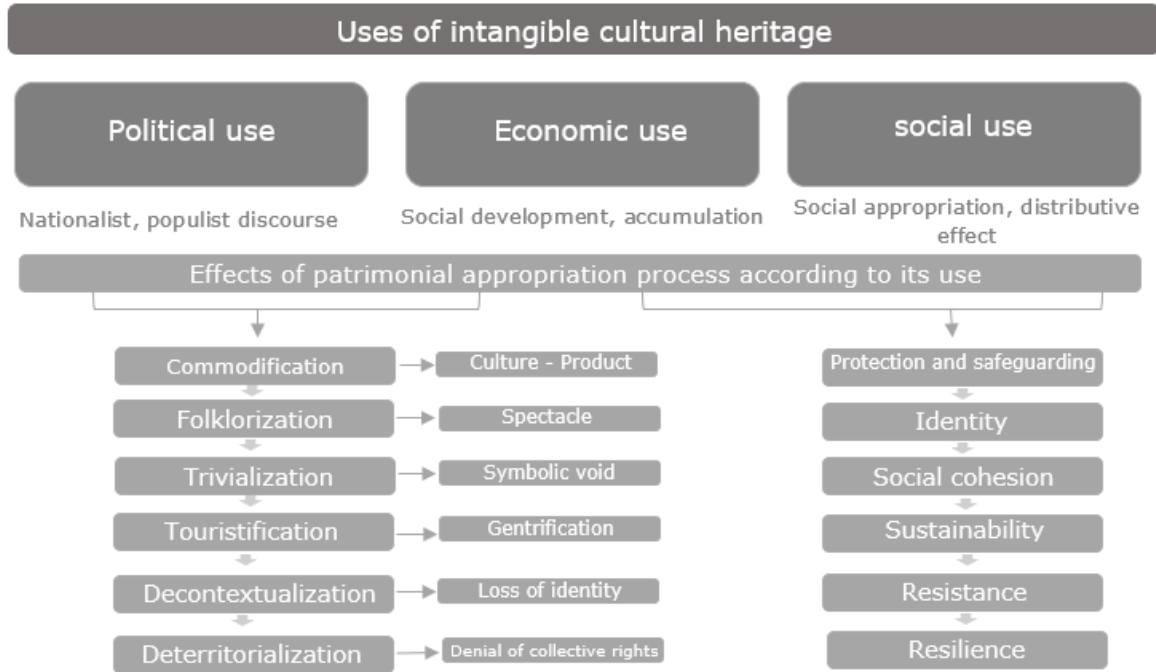 Uses of intangible cultural heritage
Political use
Economic use
social use
Nationalist, populist discourse
Social development, accumulation
Social appropriation, distributive
effect
Effects of patrimonial appropriation process according to its use
Commodification
Culture - Product
Folklorization
Spectacle
Trivialization
Symbolic void
Touristification
Gentrification
Decontextualization
Loss of identity
Deterritorialization
Denial of collective rights
Protection and safeguarding
Identity
Social cohesion
Sustainability
Resistance
Resilience